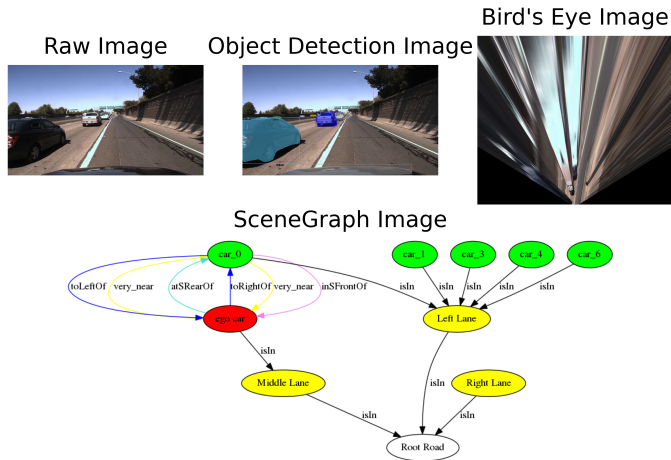 Bird's Eye Image
Raw Image
Object Detection Image
SceneGraph Image
car_0
car_1
car_3
car_4
car_6
toLeftOf
very_near
atSRearOf
toRightOf
very_near
inSFrontOf
isIn
isIn
isIn
isIn
isIn
ego car
Left Lane
isIn
Middle Lane
isIn
Right Lane
isIn
isIn
Root Road